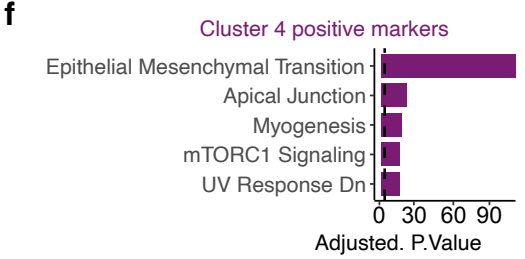 f
Cluster 4 positive markers
Epithelial Mesenchymal Transition
Apical Junction
Myogenesis
mTORC1 Signaling
UV Response Dn
0 30 60 90
Adjusted. P.Value